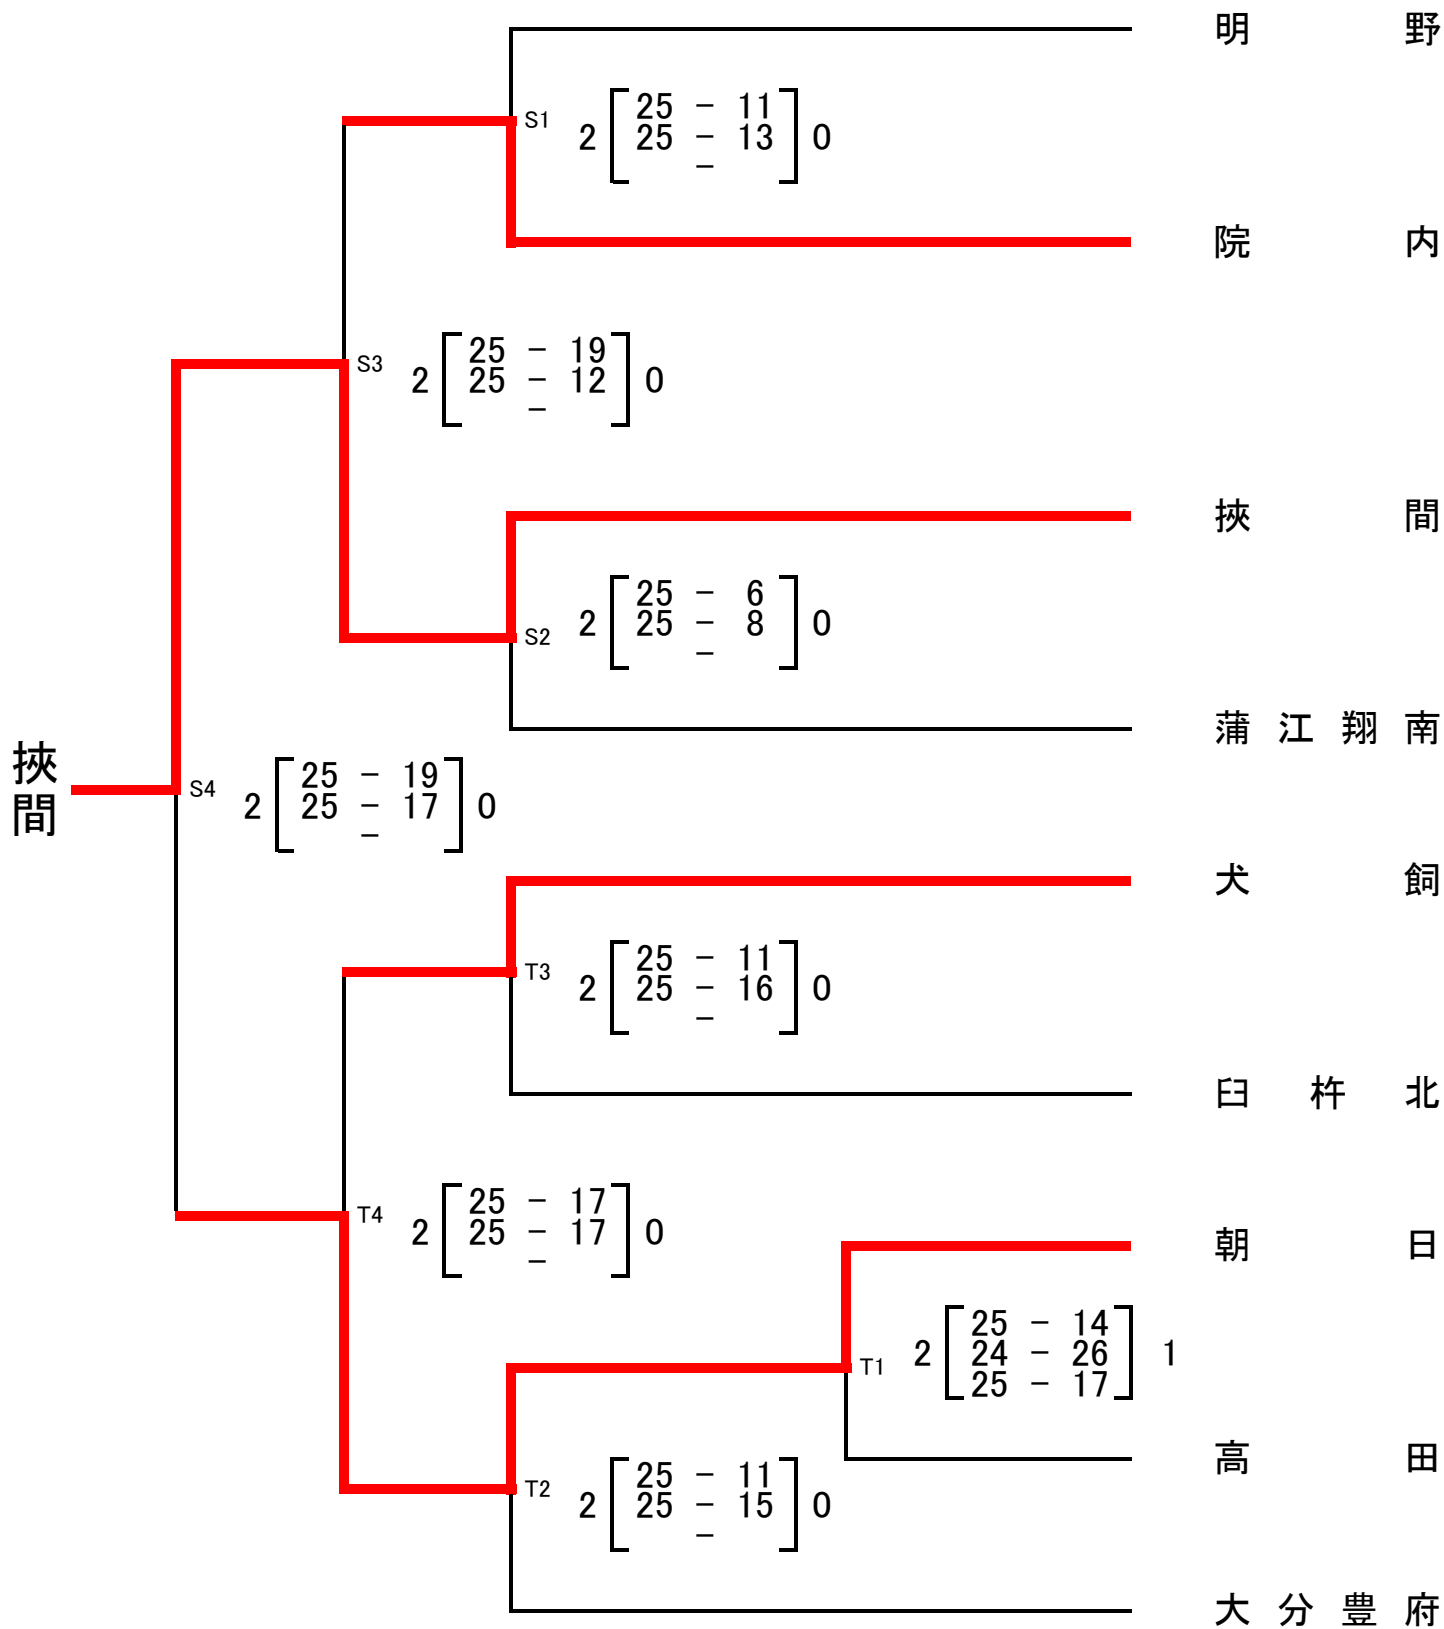 明野
S1 2 25 - 11 0
25 - 13
-
院内
S3 2 25 - 19 0
25 - 12
-
挾間
S2 2 25 - 6 0
25 - 8
-
蒲江翔南
挾間
S4 2 25 - 19 0
25 - 17
-
犬飼
T3 2 25 - 11 0
25 - 16
-
臼杵北
T4 2 25 - 17 0
25 - 17
-
朝日
T1 2 25 - 14 1
24 - 26
25 - 17
高田
T2 2 25 - 11 0
25 - 15
-
大分豊府